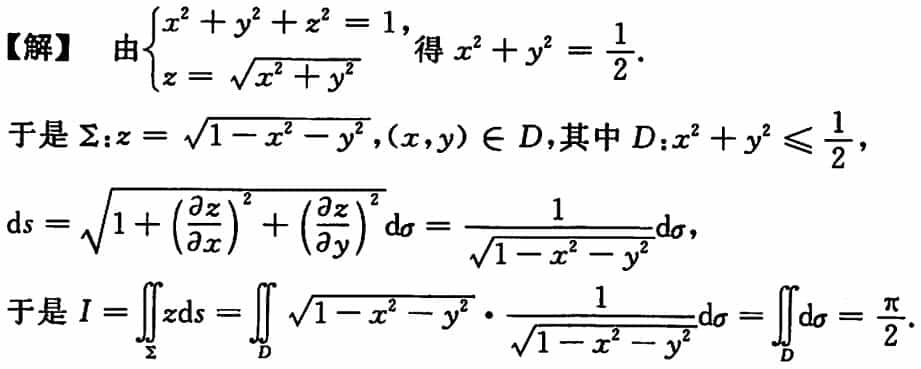 【解】 由{x² + y² + z² = 1, z = √(x² + y²) 得 x² + y² = 1/2.
于是 Σ:z = √(1 − x² − y²),(x,y) ∈ D,其中 D:x² + y² ⩽ 1/2,
ds = √(1 + (∂z/∂x)² + (∂z/∂y)²) dσ = 1/√(1 − x² − y²) dσ,
于是 I = ∬_Σ zds = ∬_D √(1 − x² − y²) · 1/√(1 − x² − y²) dσ = ∬_D dσ = π/2.